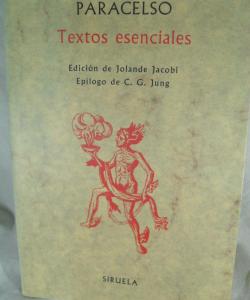 PARACELSO
Textos esenciales
Edición de Jolande Jacobi
Epílogo de C. G. Jung
SIRUELA